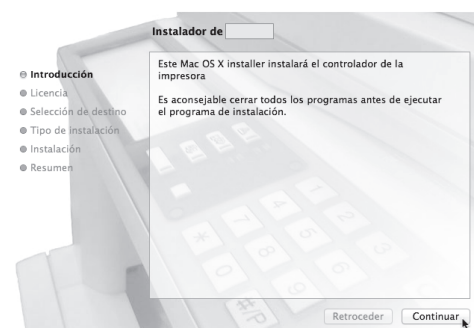 Instalador de
Introducción
Licencia
Selección de destino
Tipo de instalación
Instalación
Resumen
Este Mac OS X installer instalará el controlador de la
impresora
Es aconsejable cerrar todos los programas antes de ejecutar
el programa de instalación.
Retroceder
Continuar